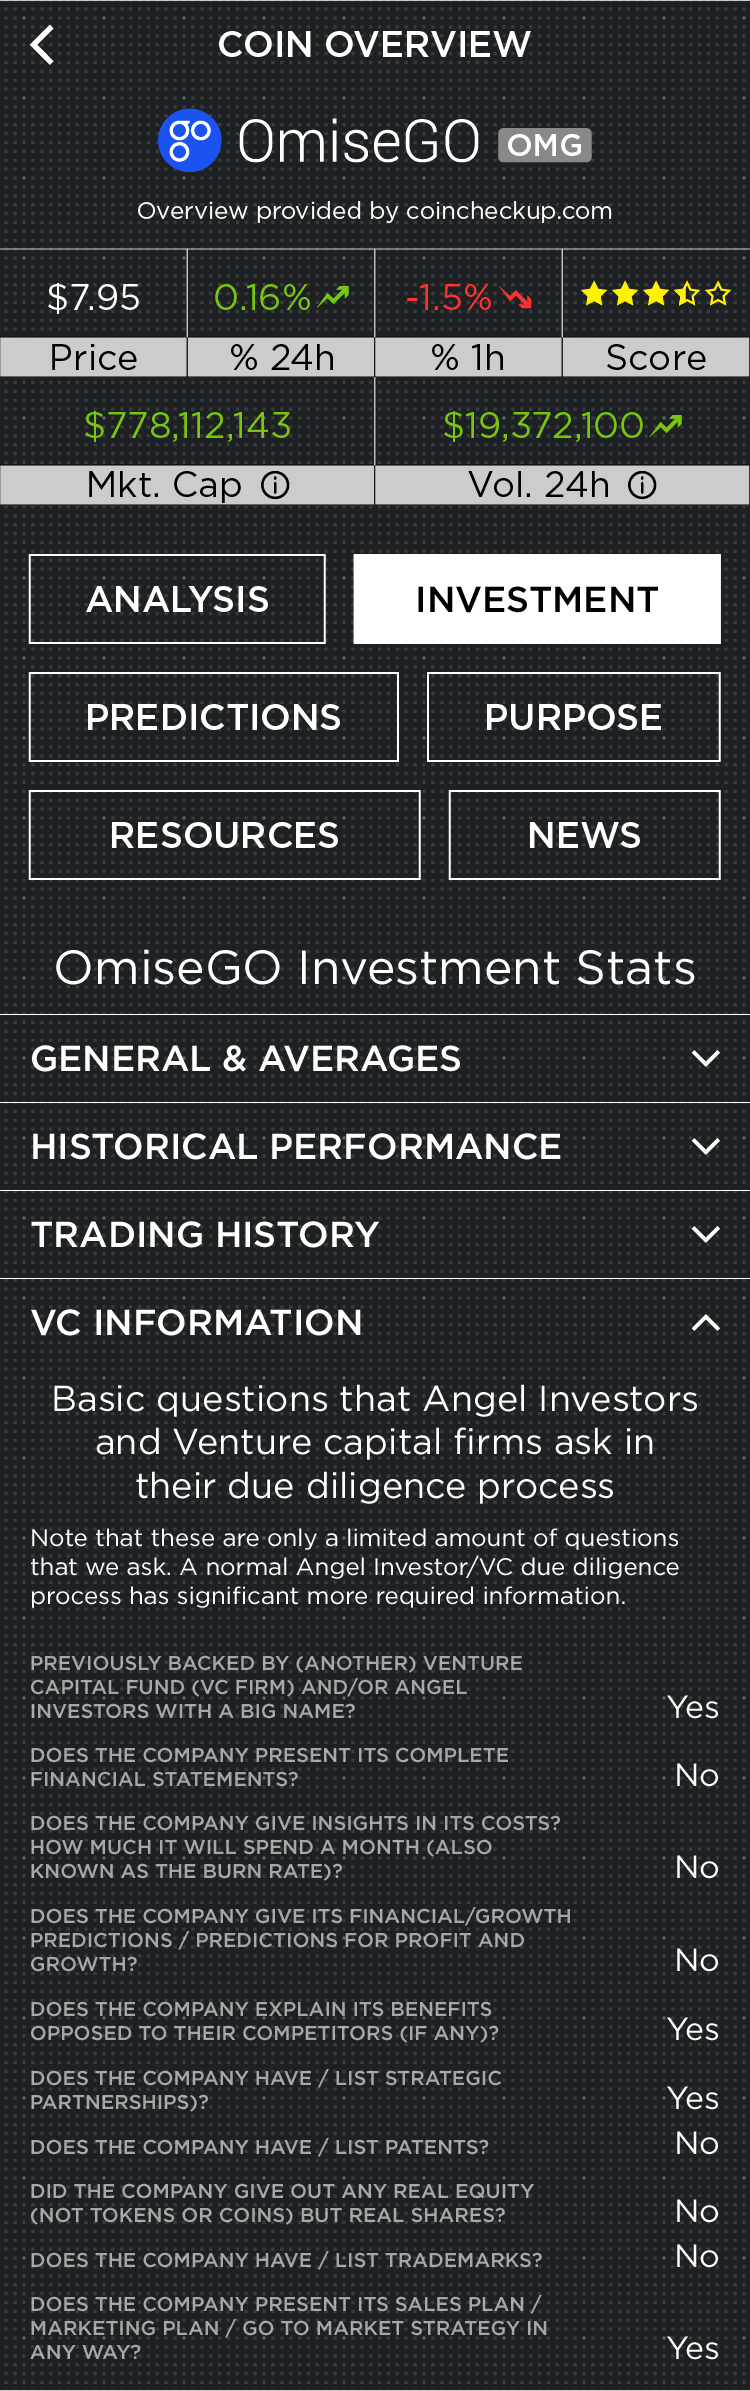 COIN OVERVIEW
OmiseGO OMG
Overview provided by coincheckup.com
$7.95 0.16% -1.5%
Price % 24h % 1h Score
$778,112,143 $19,372,100
Mkt. Cap Vol. 24h
ANALYSIS INVESTMENT
PREDICTIONS PURPOSE
RESOURCES NEWS
OmiseGO Investment Stats
GENERAL & AVERAGES
HISTORICAL PERFORMANCE
TRADING HISTORY
VC INFORMATION
Basic questions that Angel Investors
and Venture capital firms ask in
their due diligence process
Note that these are only a limited amount of questions
that we ask. A normal Angel Investor/VC due diligence
process has significant more required information.
PREVIOUSLY BACKED BY (ANOTHER) VENTURE
CAPITAL FUND (VC FIRM) AND/OR ANGEL
INVESTORS WITH A BIG NAME? Yes
DOES THE COMPANY PRESENT ITS COMPLETE
FINANCIAL STATEMENTS? No
DOES THE COMPANY GIVE INSIGHTS IN ITS COSTS?
HOW MUCH IT WILL SPEND A MONTH (ALSO
KNOWN AS THE BURN RATE)? No
DOES THE COMPANY GIVE ITS FINANCIAL/GROWTH
PREDICTIONS / PREDICTIONS FOR PROFIT AND
GROWTH? No
DOES THE COMPANY EXPLAIN ITS BENEFITS
OPPOSED TO THEIR COMPETITORS (IF ANY)? Yes
DOES THE COMPANY HAVE / LIST STRATEGIC
PARTNERSHIPS)? Yes
DOES THE COMPANY HAVE / LIST PATENTS? No
DID THE COMPANY GIVE OUT ANY REAL EQUITY
(NOT TOKENS OR COINS) BUT REAL SHARES? No
DOES THE COMPANY HAVE / LIST TRADEMARKS? No
DOES THE COMPANY PRESENT ITS SALES PLAN /
MARKETING PLAN / GO TO MARKET STRATEGY IN
ANY WAY? Yes